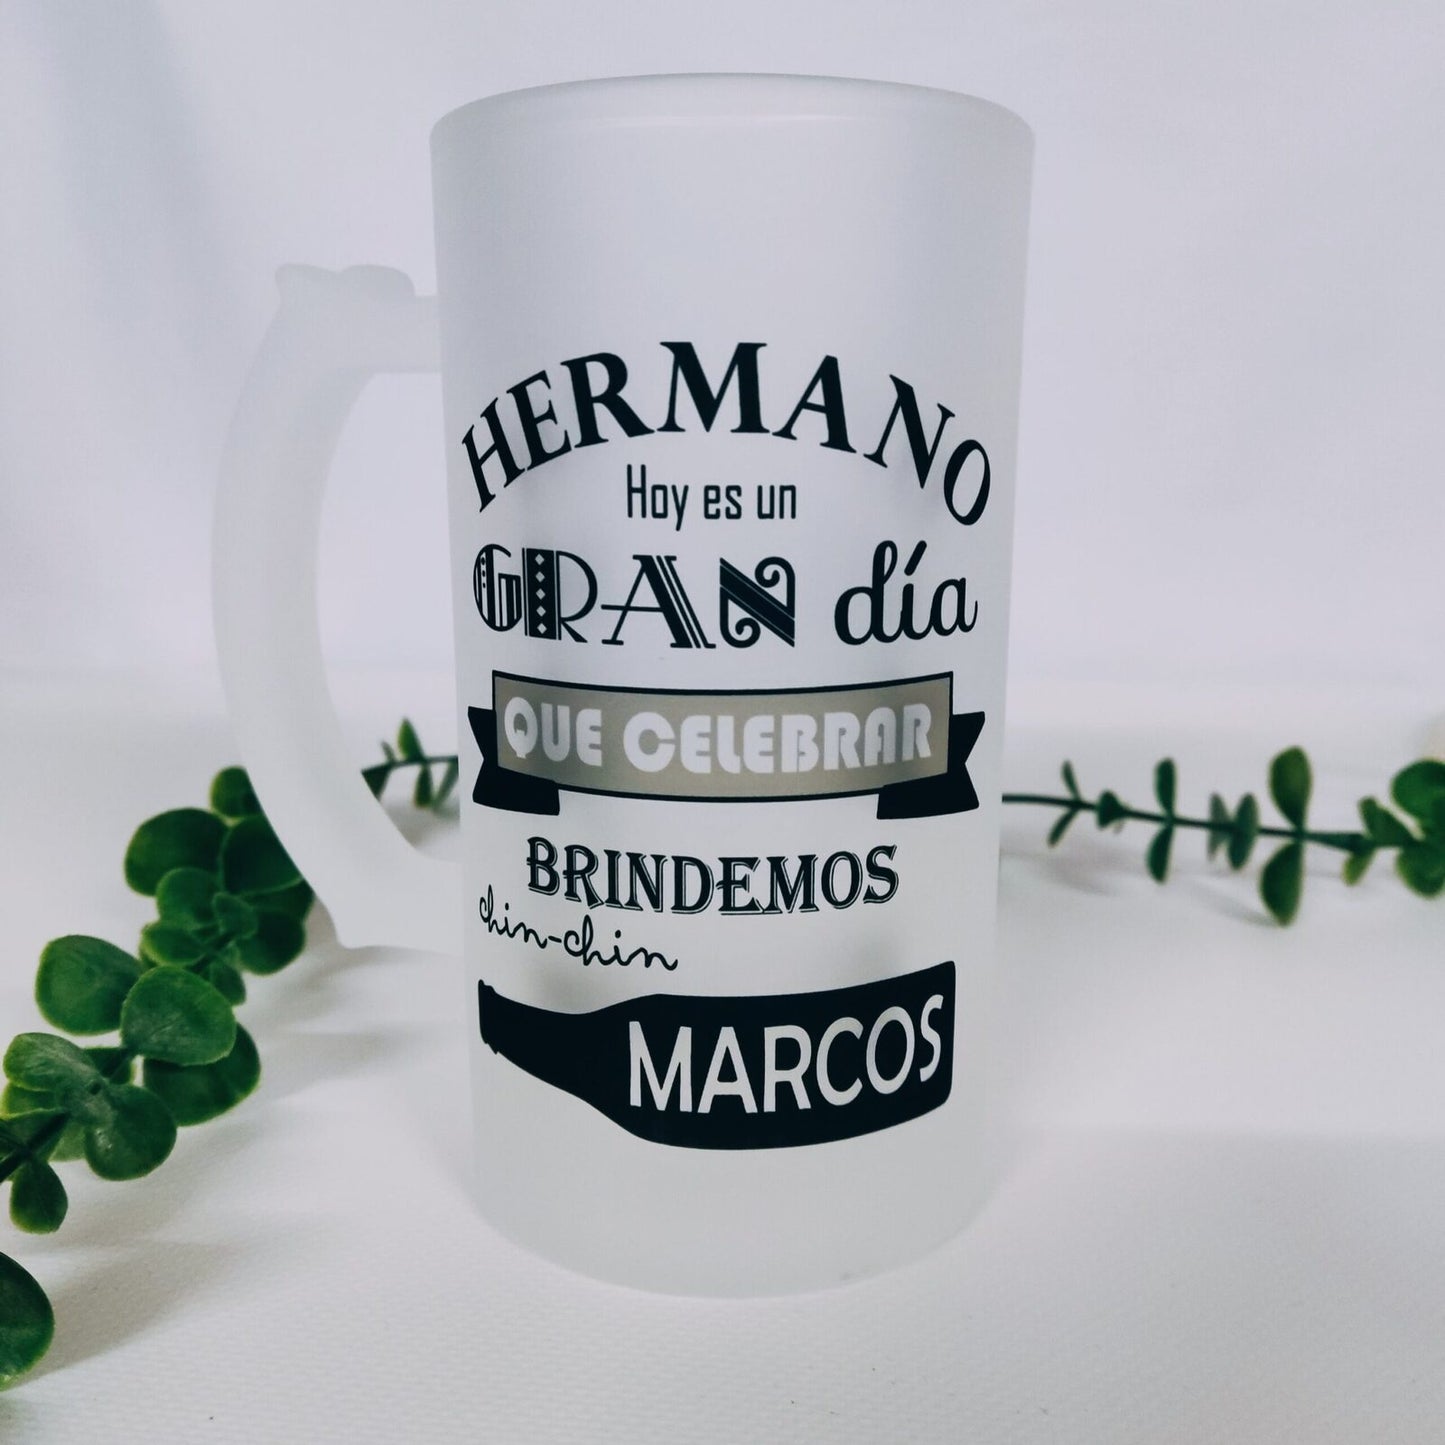 HERMANO
Hoy es un
GRAN día
QUE CELEBRAR
BRINDEMOS
chin-chin
MARCOS